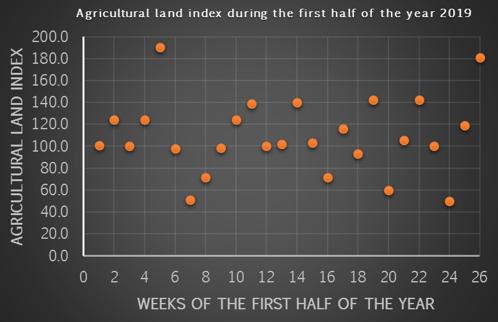 Agricultural land index during the first half of the year 2019
AGRICULTURAL LAND INDEX
200.0
180.0
160.0
140.0
120.0
100.0
80.0
60.0
40.0
20.0
0.0
0 2 4 6 8 10 12 14 16 18 20 22 24 26
WEEKS OF THE FIRST HALF OF THE YEAR